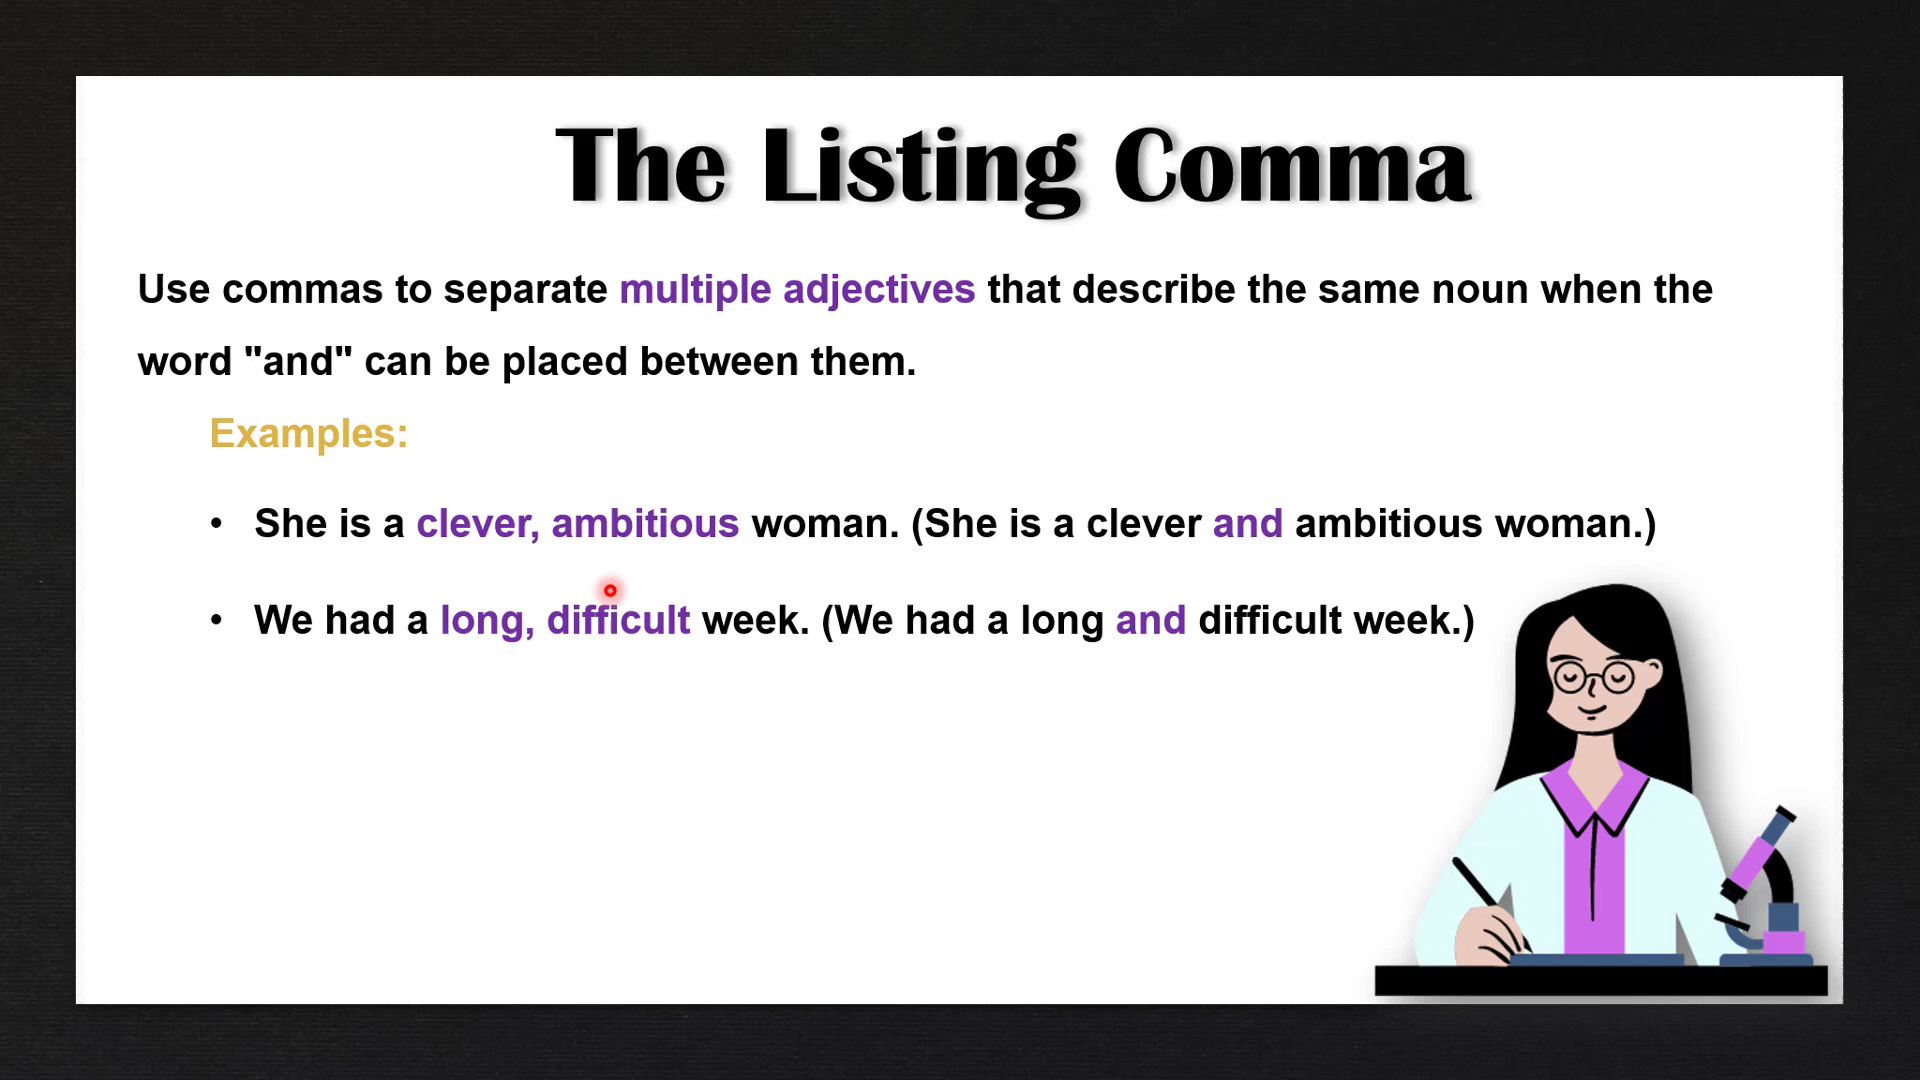 The Listing Comma
Use commas to separate multiple adjectives that describe the same noun when the
word "and" can be placed between them.
Examples:
• She is a clever, ambitious woman. (She is a clever and ambitious woman.)
• We had a long, difficult week. (We had a long and difficult week.)